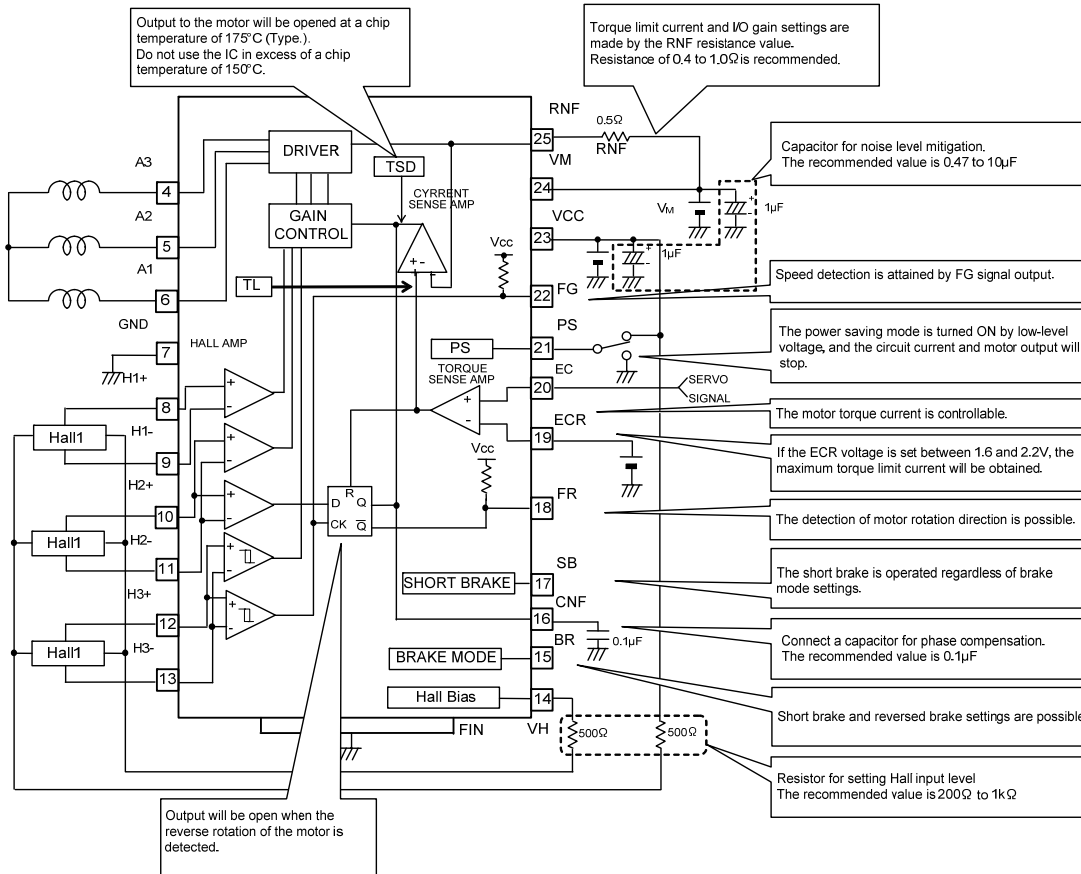 Output to the motor will be opened at a chip
temperature of 175°C (Type.).
Do not use the IC in excess of a chip
temperature of 150°C.
Torque limit current and I/O gain settings are
made by the RNF resistance value.
Resistance of 0.4 to 1.0Ω is recommended.
Capacitor for noise level mitigation.
The recommended value is 0.47 to 10µF
Speed detection is attained by FG signal output.
The power saving mode is turned ON by low-level
voltage, and the circuit current and motor output will
stop.
The motor torque current is controllable.
If the ECR voltage is set between 1.6 and 2.2V, the
maximum torque limit current will be obtained.
The detection of motor rotation direction is possible.
The short brake is operated regardless of brake
mode settings.
Connect a capacitor for phase compensation.
The recommended value is 0.1µF
Short brake and reversed brake settings are possible
Resistor for setting Hall input level
The recommended value is 200Ω to 1kΩ
Output will be open when the
reverse rotation of the motor is
detected.
A3
4
A2
5
A1
6
GND
7
H1+
8
H1-
9
H2+
10
H2-
11
H3+
12
H3-
13
Hall1
Hall1
Hall1
DRIVER
TSD
CYRRENT
SENSE AMP
GAIN
CONTROL
+ -
TL
Vcc
HALL AMP
PS
TORQUE
SENSE AMP
+
-
Vcc
+
-
+
-
+
-
+
-
+
-
R
D Q
CK Q̅
SHORT BRAKE
BRAKE MODE
Hall Bias
FIN
RNF
25
0.5Ω
RNF
VM
24
VM
+
-
1µF
VCC
23
+
-
1µF
22
FG
PS
21
EC
20
SERVO
SIGNAL
ECR
19
FR
18
SB
17
CNF
16
0.1µF
BR
15
14
VH
500Ω
500Ω